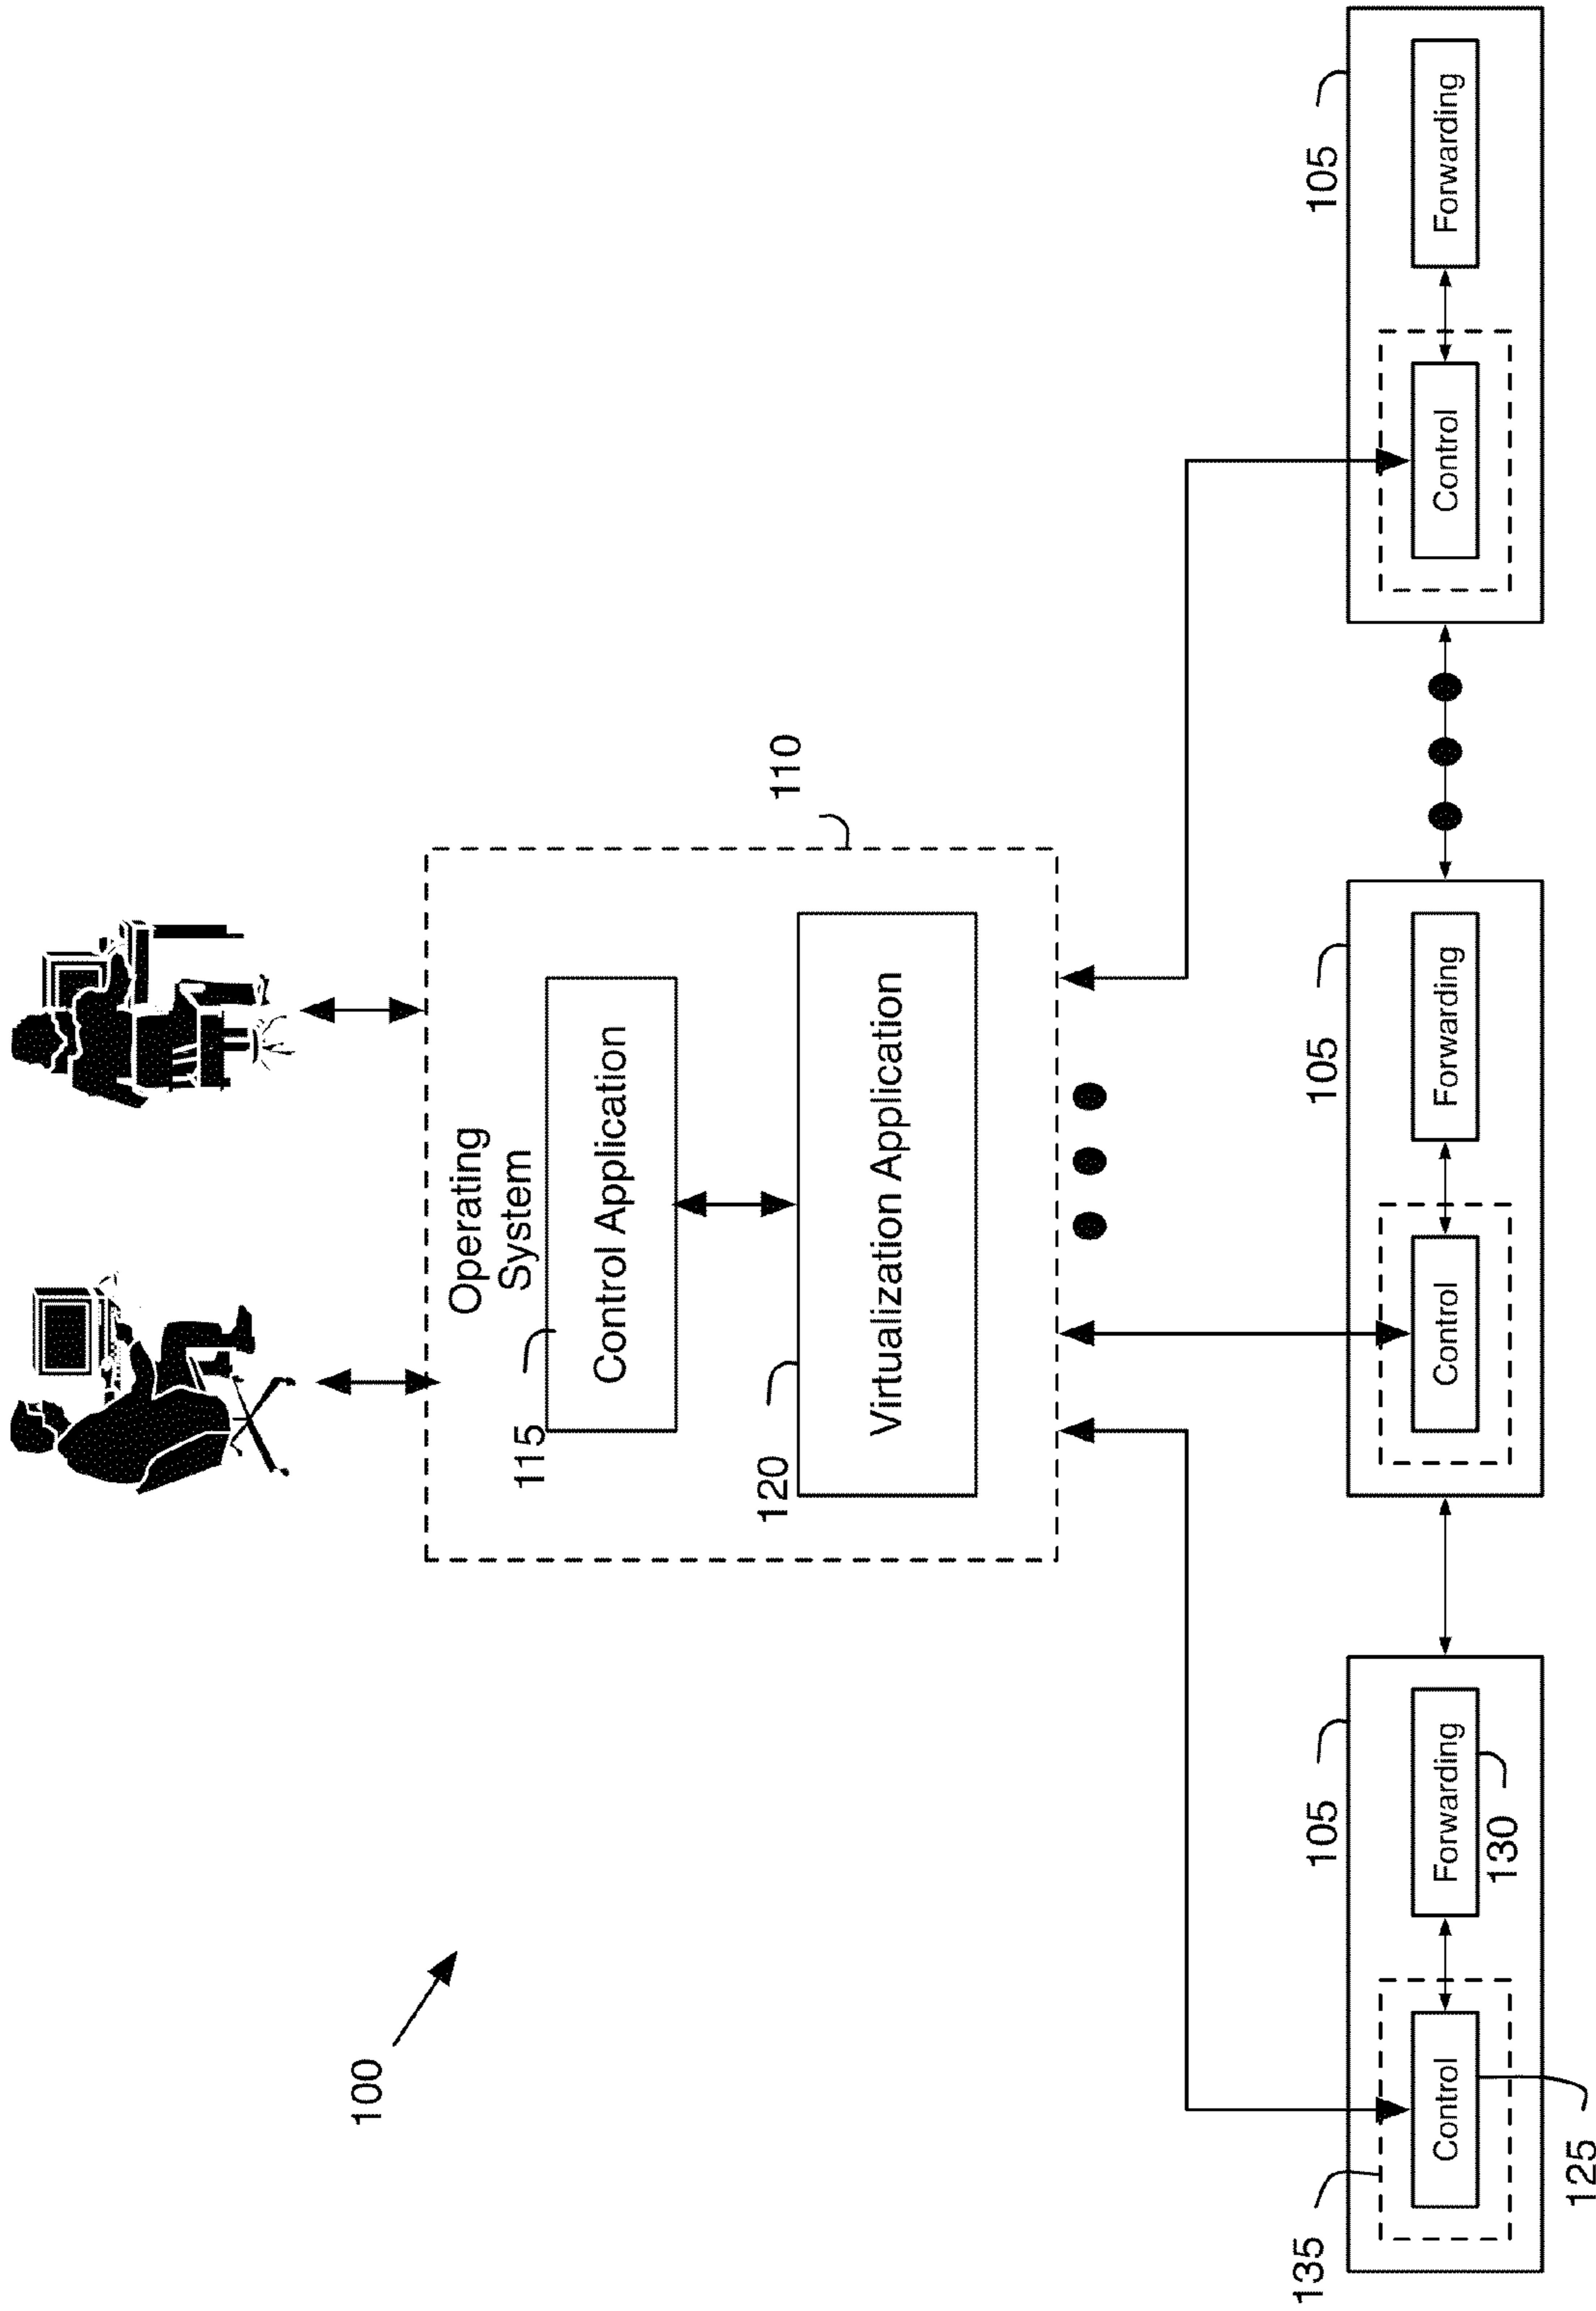 100
Operating
System
110
115
Control Application
120
Virtualization Application
105
105
105
Control
Forwarding
Control
Forwarding
Control
Forwarding
135
130
125